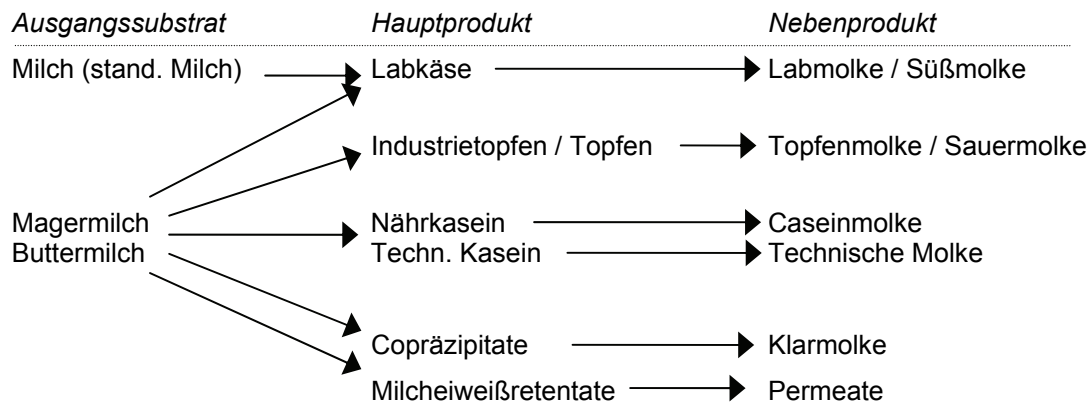 Ausgangssubstrat Hauptprodukt Nebenprodukt
Milch (stand. Milch) Labkäse Labmolke / Süßmolke
Industrietopfen / Topfen Topfenmolke / Sauermolke
Magermilch Nährkasein Caseinmolke
Buttermilch Techn. Kasein Technische Molke
Copräzipitate Klarmolke
Milcheiweißretentate Permeate